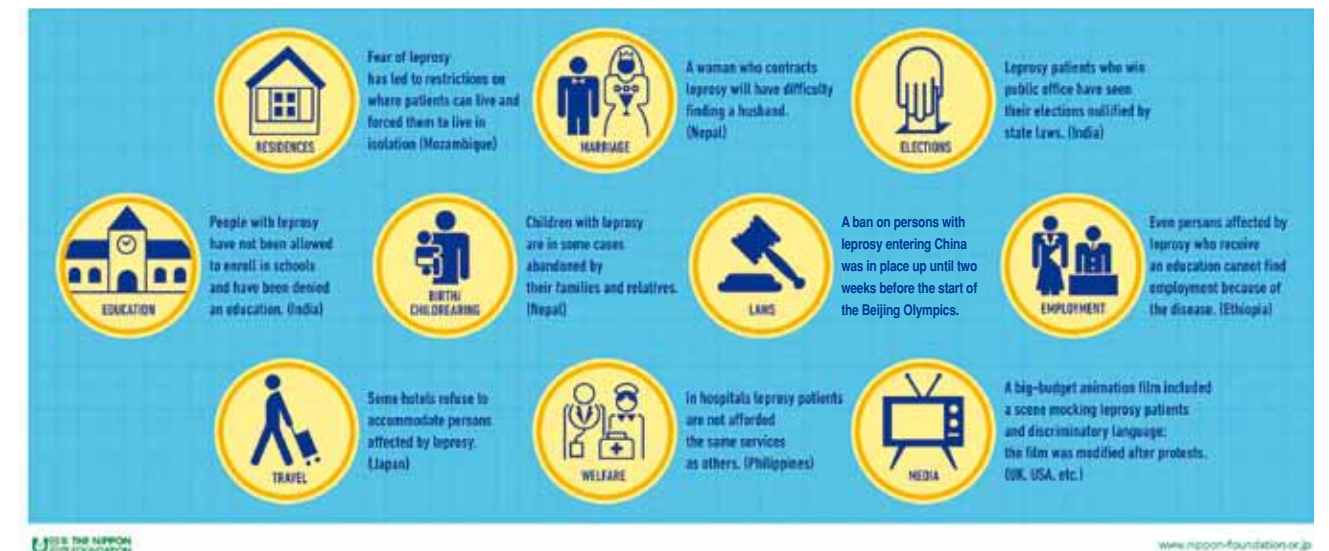 Fear of leprosy
has led to restrictions on
where patients can live and
forced them to live in
isolation (Mozambique)
RESIDENCES
A woman who contracts
leprosy will have difficulty
finding a husband.
(Nepal)
MARRIAGE
Leprosy patients who win
public office have seen
their elections nullified by
state laws. (India)
ELECTIONS
People with leprosy
have not been allowed
to enroll in schools
and have been denied
an education. (India)
EDUCATION
Children with leprosy
are in some cases
abandoned by
their families and relatives.
(Nepal)
BIRTH/
CHILDREARING
A ban on persons with
leprosy entering China
was in place up until two
weeks before the start of
the Beijing Olympics.
LAWS
Even persons affected by
leprosy who receive
an education cannot find
employment because of
the disease. (Ethiopia)
EMPLOYMENT
Some hotels refuse to
accommodate persons
affected by leprosy.
(Japan)
TRAVEL
In hospitals leprosy patients
are not afforded
the same services
as others. (Philippines)
WELFARE
A big-budget animation film included
a scene mocking leprosy patients
and discriminatory language;
the film was modified after protests.
(UK, USA, etc.)
MEDIA
THE NIPPON
FOUNDATION
www.nippon-foundation.or.jp